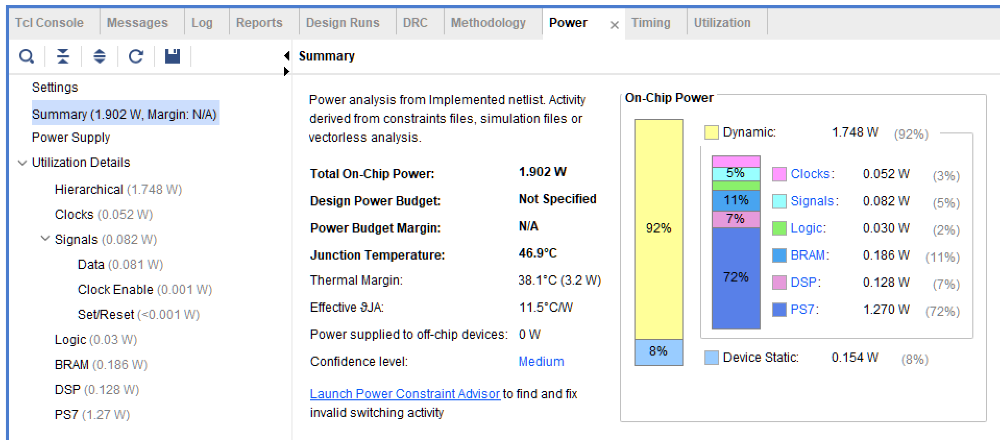 Tcl Console Messages Log Reports Design Runs DRC Methodology Power × Timing Utilization
Summary
Settings
Summary (1.902 W, Margin: N/A)
Power Supply
Utilization Details
Hierarchical (1.748 W)
Clocks (0.052 W)
Signals (0.082 W)
Data (0.081 W)
Clock Enable (0.001 W)
Set/Reset (<0.001 W)
Logic (0.03 W)
BRAM (0.186 W)
DSP (0.128 W)
PS7 (1.27 W)
Power analysis from Implemented netlist. Activity
derived from constraints files, simulation files or
vectorless analysis.
Total On-Chip Power: 1.902 W
Design Power Budget: Not Specified
Power Budget Margin: N/A
Junction Temperature: 46.9°C
Thermal Margin: 38.1°C (3.2 W)
Effective ϑJA: 11.5°C/W
Power supplied to off-chip devices: 0 W
Confidence level: Medium
Launch Power Constraint Advisor to find and fix
invalid switching activity
On-Chip Power
92%
8%
Dynamic: 1.748 W (92%)
5%
11%
7%
72%
Clocks: 0.052 W (3%)
Signals: 0.082 W (5%)
Logic: 0.030 W (2%)
BRAM: 0.186 W (11%)
DSP: 0.128 W (7%)
PS7: 1.270 W (72%)
Device Static: 0.154 W (8%)